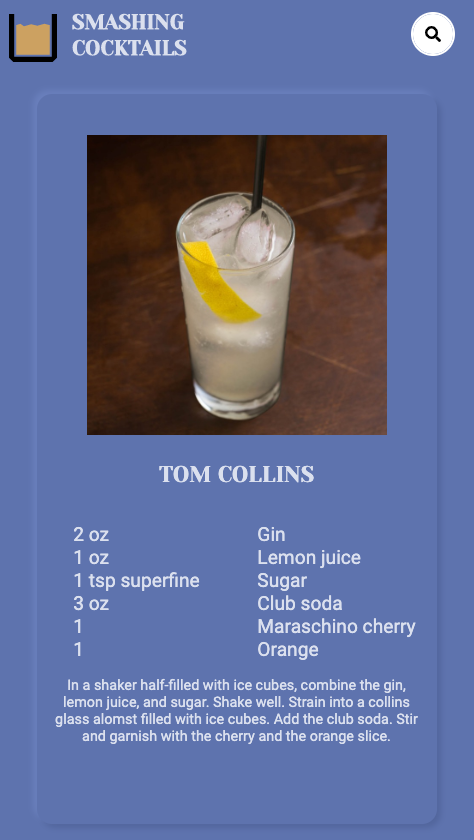 SMASHING
COCKTAILS
TOM COLLINS
2 oz Gin
1 oz Lemon juice
1 tsp superfine Sugar
3 oz Club soda
1 Maraschino cherry
1 Orange
In a shaker half-filled with ice cubes, combine the gin,
lemon juice, and sugar. Shake well. Strain into a collins
glass alomst filled with ice cubes. Add the club soda. Stir
and garnish with the cherry and the orange slice.